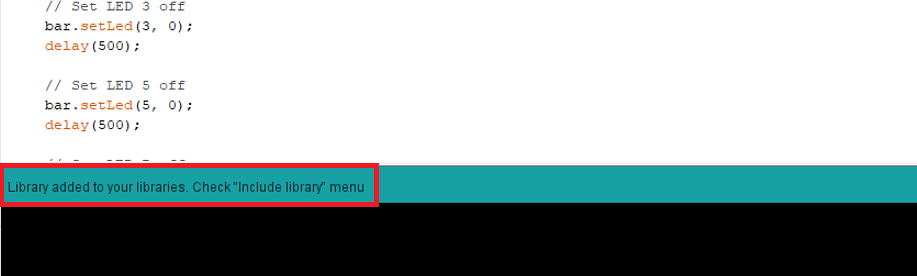 // Set LED 3 off
bar.setLed(3, 0);
delay(500);
// Set LED 5 off
bar.setLed(5, 0);
delay(500);
Library added to your libraries. Check "Include library" menu